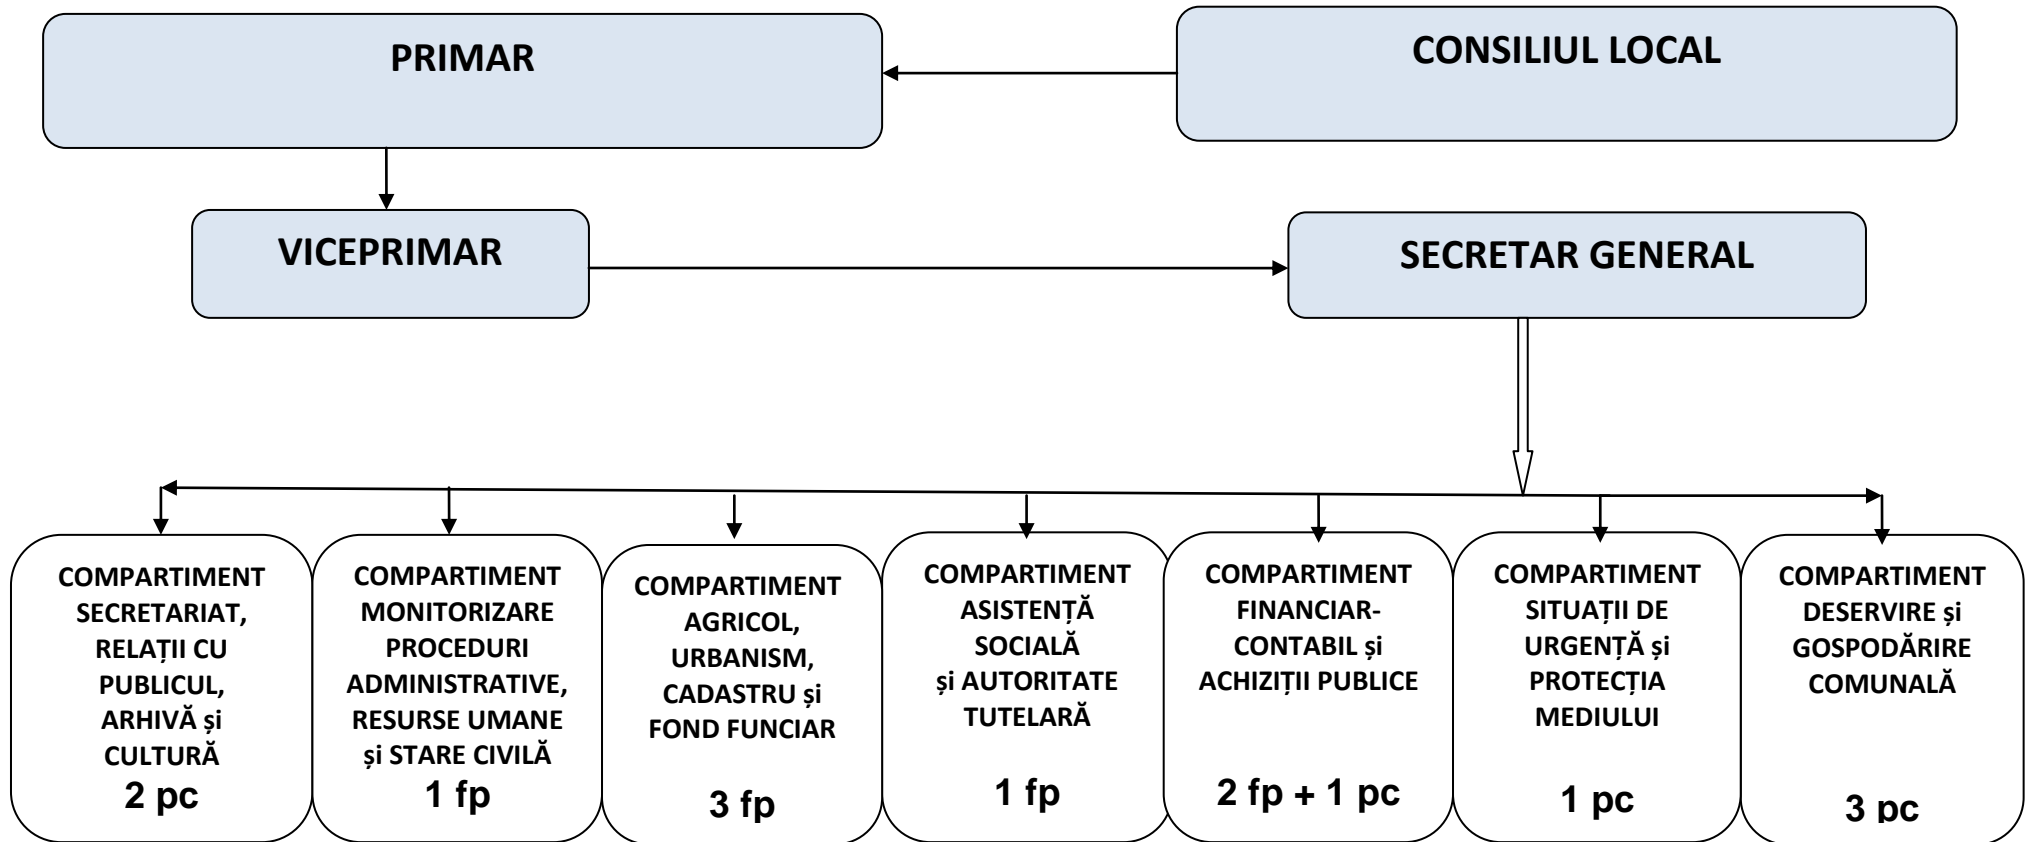 PRIMAR
CONSILIUL LOCAL
VICEPRIMAR
SECRETAR GENERAL
COMPARTIMENT
SECRETARIAT,
RELAȚII CU
PUBLICUL,
ARHIVĂ și
CULTURĂ
2 pc
COMPARTIMENT
MONITORIZARE
PROCEDURI
ADMINISTRATIVE,
RESURSE UMANE
și STARE CIVILĂ
1 fp
COMPARTIMENT
AGRICOL,
URBANISM,
CADASTRU și
FOND FUNCIAR
3 fp
COMPARTIMENT
ASISTENȚĂ
SOCIALĂ
și AUTORITATE
TUTELARĂ
1 fp
COMPARTIMENT
FINANCIAR-
CONTABIL și
ACHIZIȚII PUBLICE
2 fp + 1 pc
COMPARTIMENT
SITUAȚII DE
URGENȚĂ și
PROTECȚIA
MEDIULUI
1 pc
COMPARTIMENT
DESERVIRE și
GOSPODĂRIRE
COMUNALĂ
3 pc